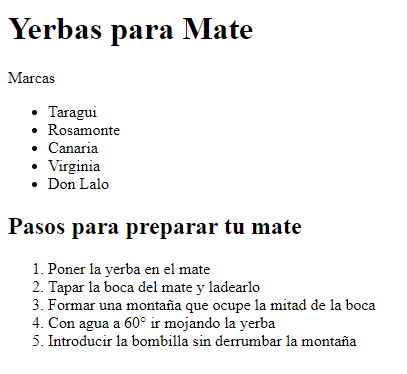 Yerbas para Mate
Marcas
• Taragui
• Rosamonte
• Canaria
• Virginia
• Don Lalo
Pasos para preparar tu mate
1. Poner la yerba en el mate
2. Tapar la boca del mate y ladearlo
3. Formar una montaña que ocupe la mitad de la boca
4. Con agua a 60° ir mojando la yerba
5. Introducir la bombilla sin derrumbar la montaña